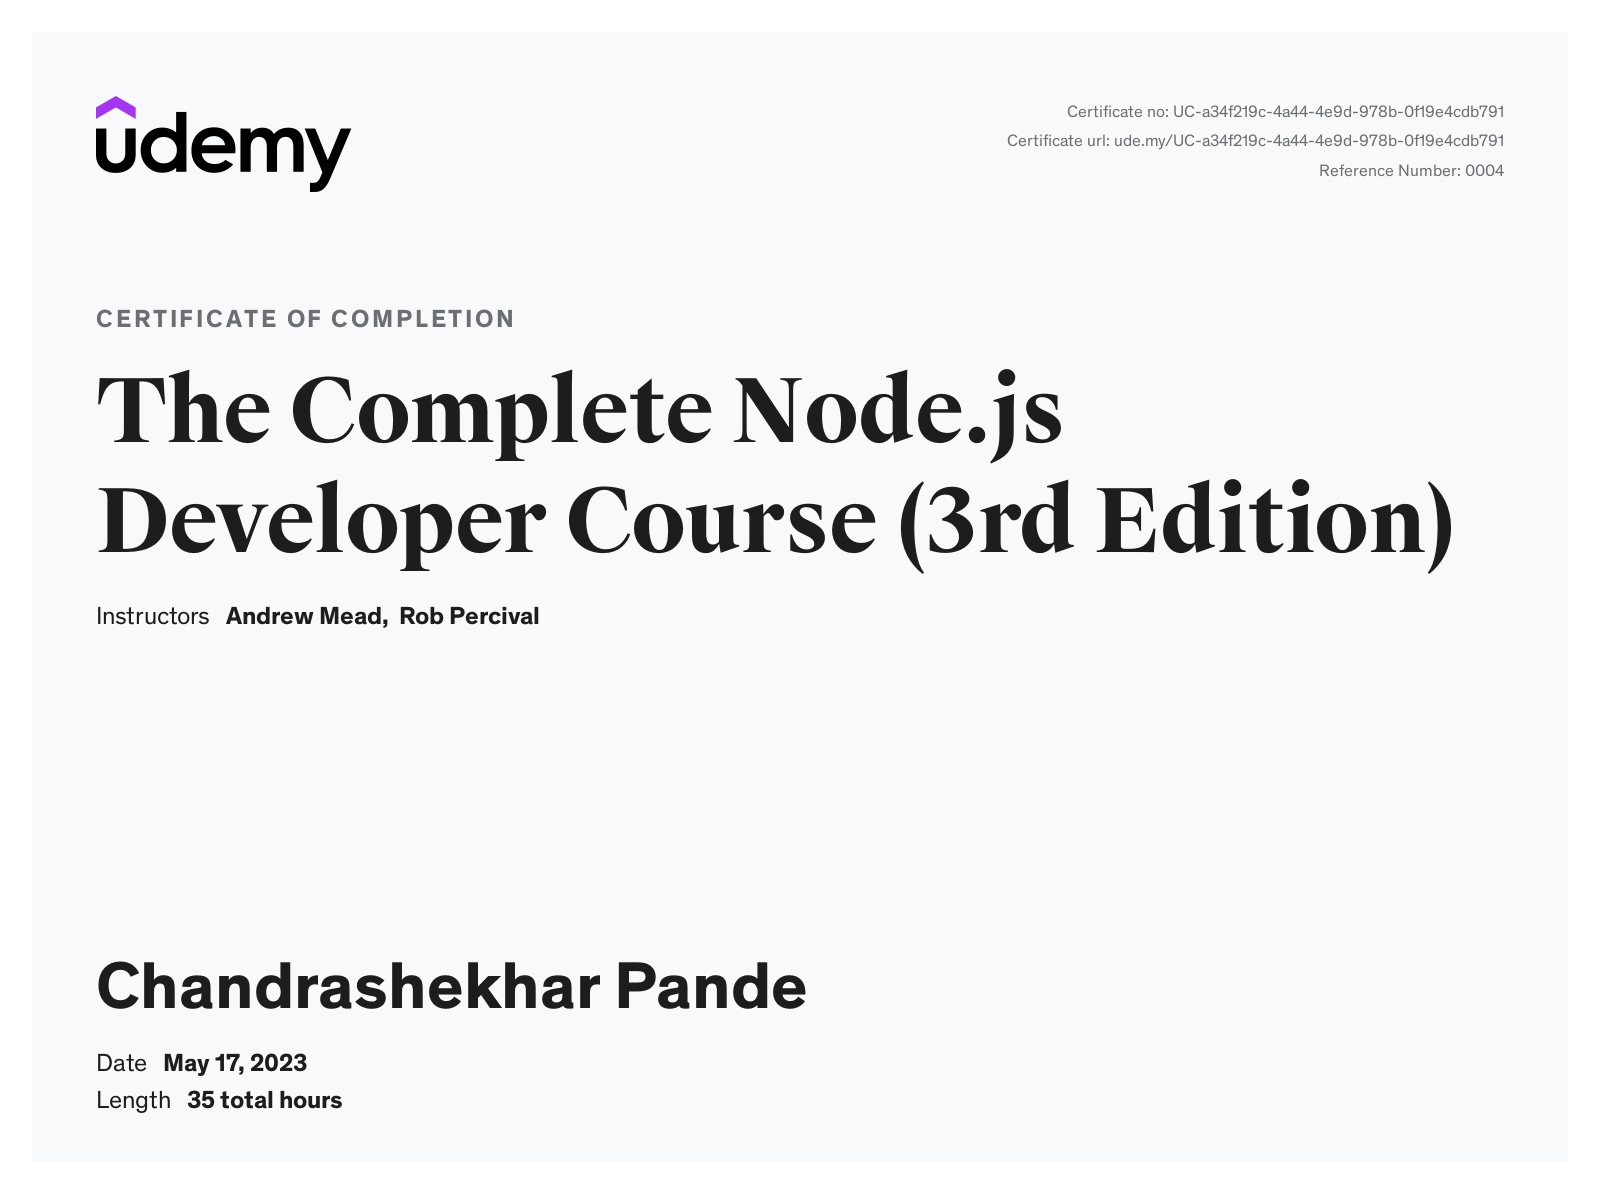 udemy
Certificate no: UC-a34f219c-4a44-4e9d-978b-0f19e4cdb791
Certificate url: ude.my/UC-a34f219c-4a44-4e9d-978b-0f19e4cdb791
Reference Number: 0004
CERTIFICATE OF COMPLETION
The Complete Node.js
Developer Course (3rd Edition)
Instructors Andrew Mead, Rob Percival
Chandrashekhar Pande
Date May 17, 2023
Length 35 total hours